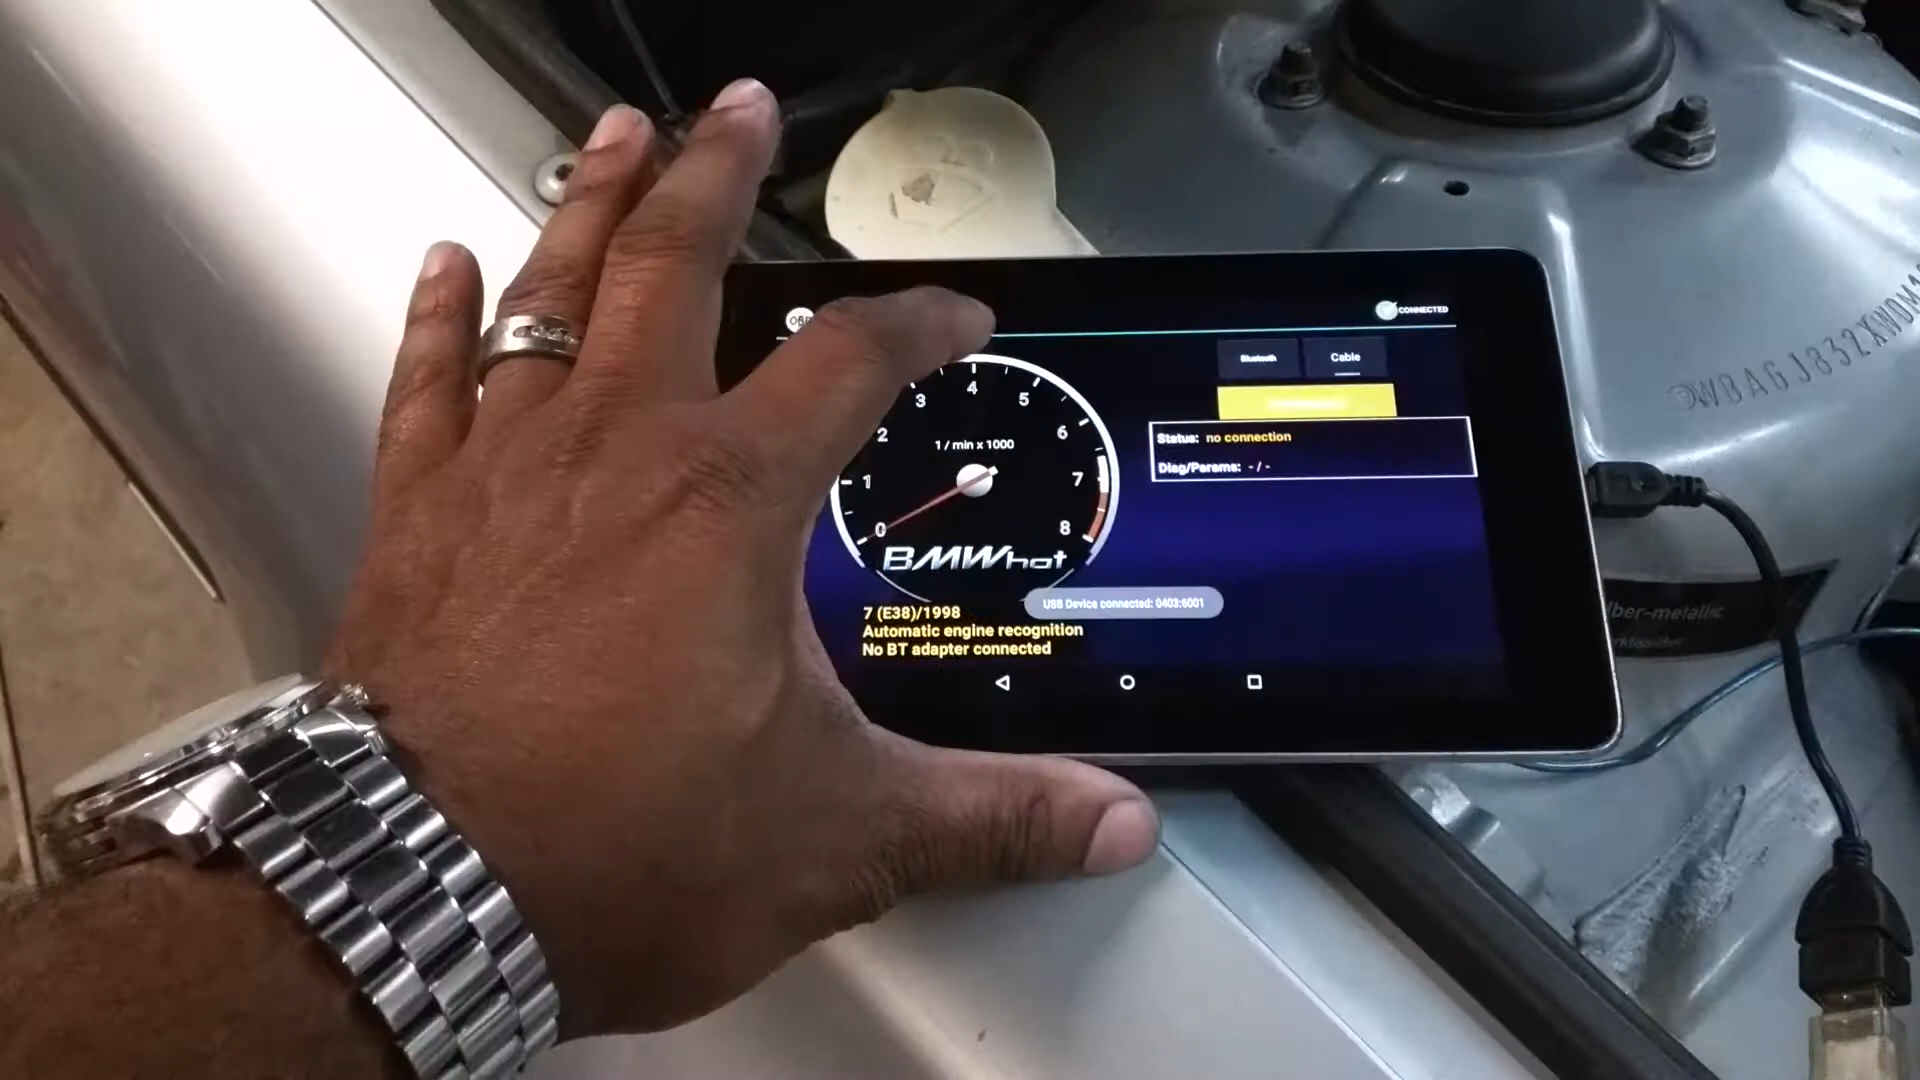 OBD
CONNECTED
Bluetooth
Cable
Status: no connection
Diag/Params: - / -
0
1
2
3
4
5
6
7
8
1 / min x 1000
BMWhat
USB Device connected: 0403:6001
7 (E38)/1998
Automatic engine recognition
No BT adapter connected
WBAGJ832XWDM
lber-metallic